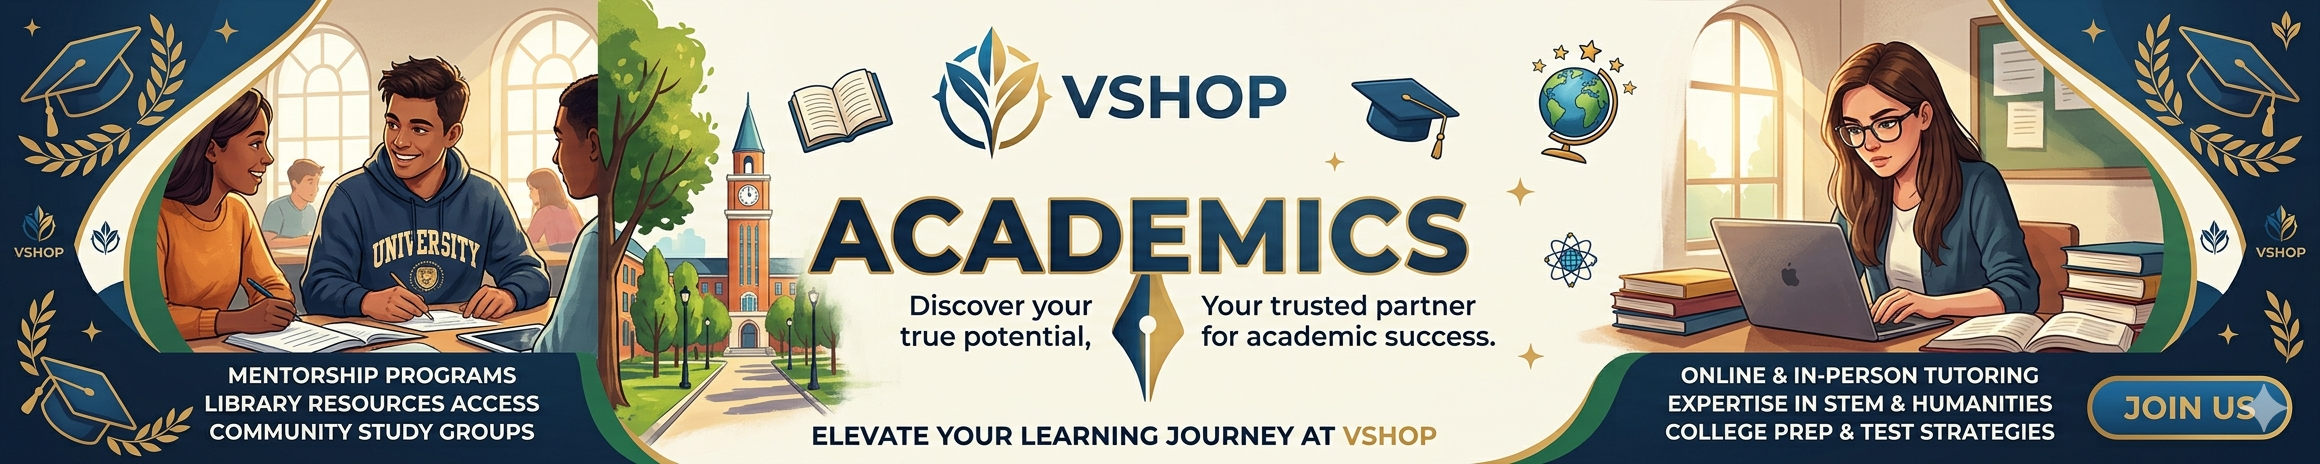 VSHOP
UNIVERSITY
MENTORSHIP PROGRAMS
LIBRARY RESOURCES ACCESS
COMMUNITY STUDY GROUPS
VSHOP
ACADEMICS
Discover your
true potential,
Your trusted partner
for academic success.
ELEVATE YOUR LEARNING JOURNEY AT VSHOP
ONLINE & IN-PERSON TUTORING
EXPERTISE IN STEM & HUMANITIES
COLLEGE PREP & TEST STRATEGIES
VSHOP
JOIN US